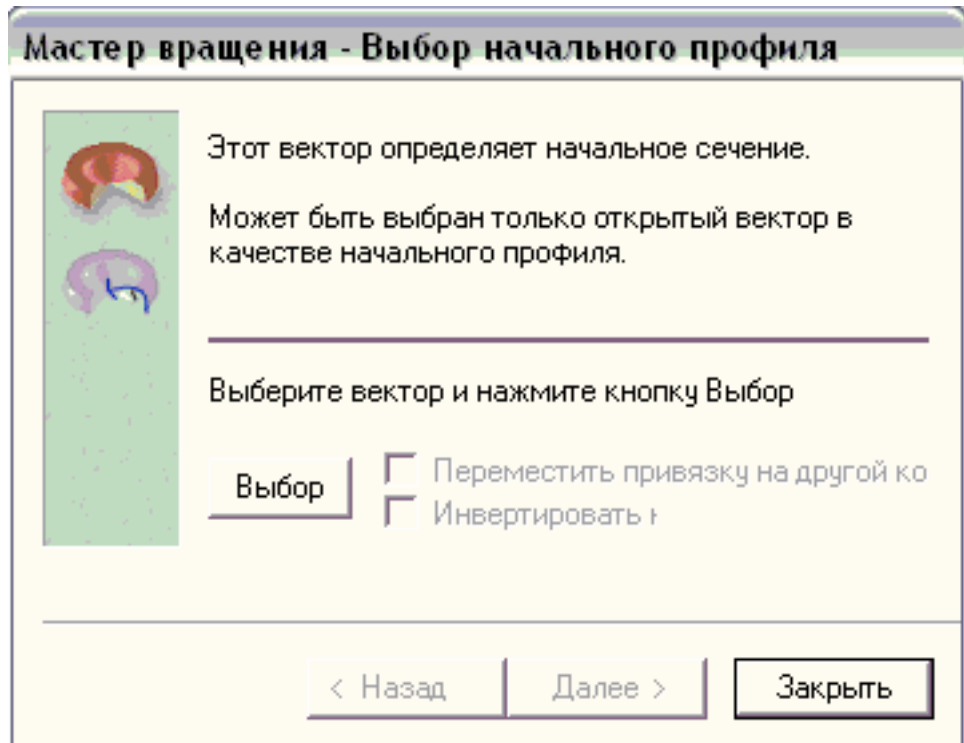 Мастер вращения - Выбор начального профиля
Этот вектор определяет начальное сечение.
Может быть выбран только открытый вектор в
качестве начального профиля.
Выберите вектор и нажмите кнопку Выбор
Выбор
Переместить привязку на другой ко
Инвертировать
< Назад
Далее >
Закрыть